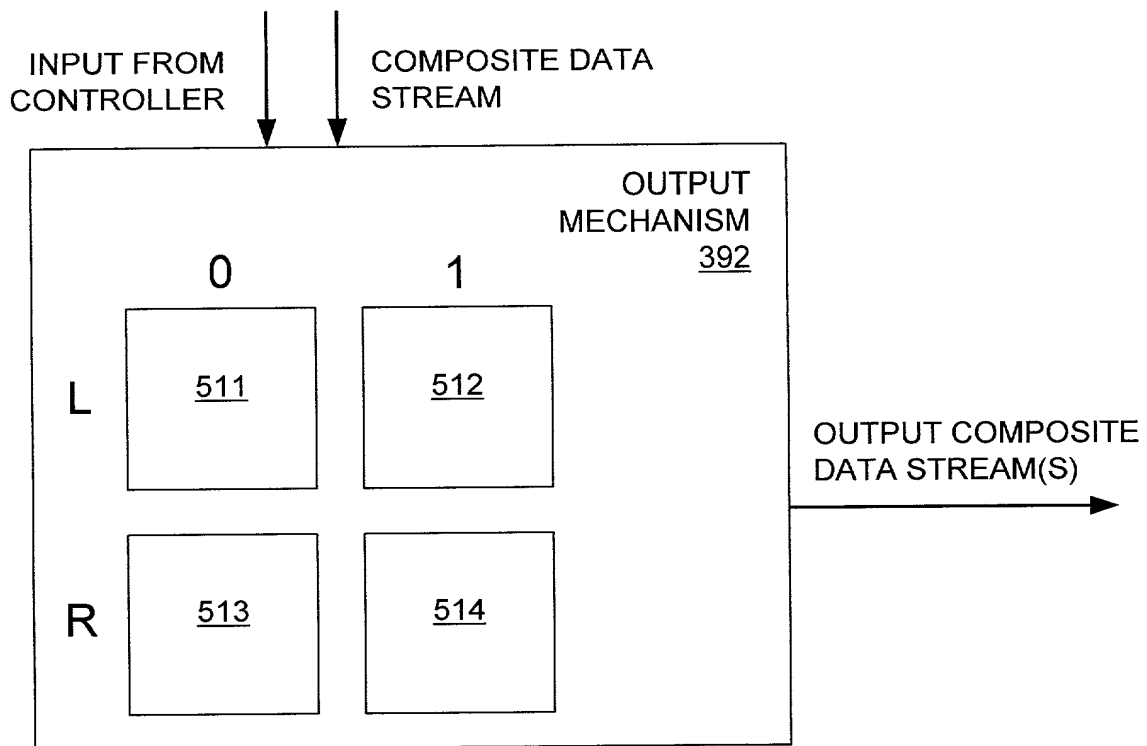 INPUT FROM
CONTROLLER
COMPOSITE DATA
STREAM
OUTPUT
MECHANISM
392
0 1
L 511 512
R 513 514
OUTPUT COMPOSITE
DATA STREAM(S)